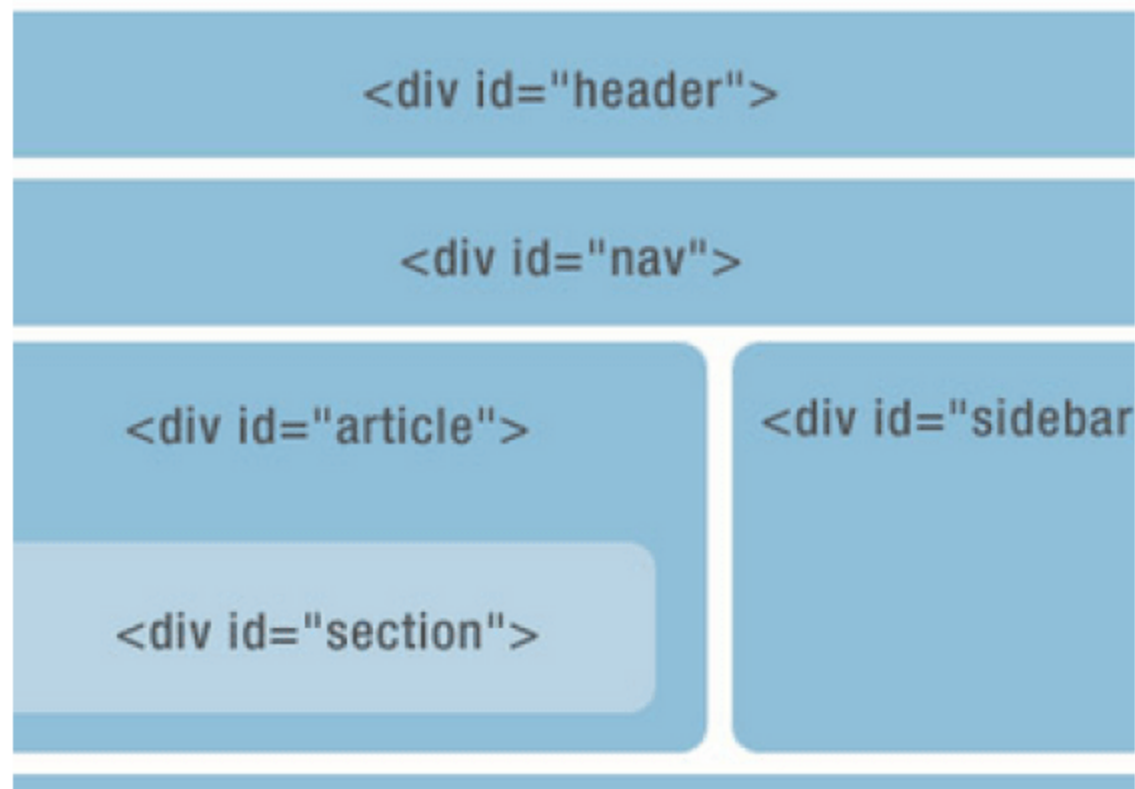 <div id="header">
<div id="nav">
<div id="article">
<div id="sidebar
<div id="section">